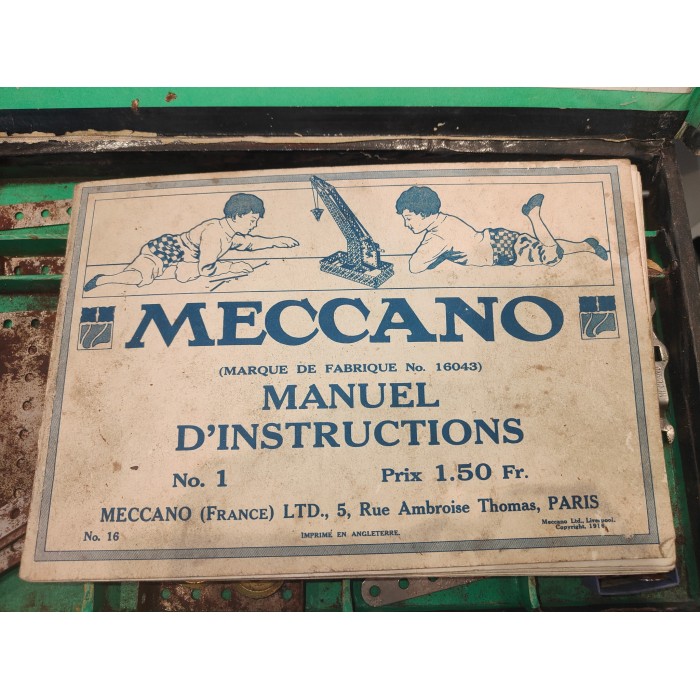 MECCANO
(MARQUE DE FABRIQUE No. 16043)
MANUEL
D'INSTRUCTIONS
No. 1 Prix 1.50 Fr.
MECCANO (FRANCE) LTD., 5, Rue Ambroise Thomas, PARIS
Meccano Ltd., Liverpool.
No. 16 IMPRIMÉ EN ANGLETERRE. Copyright.